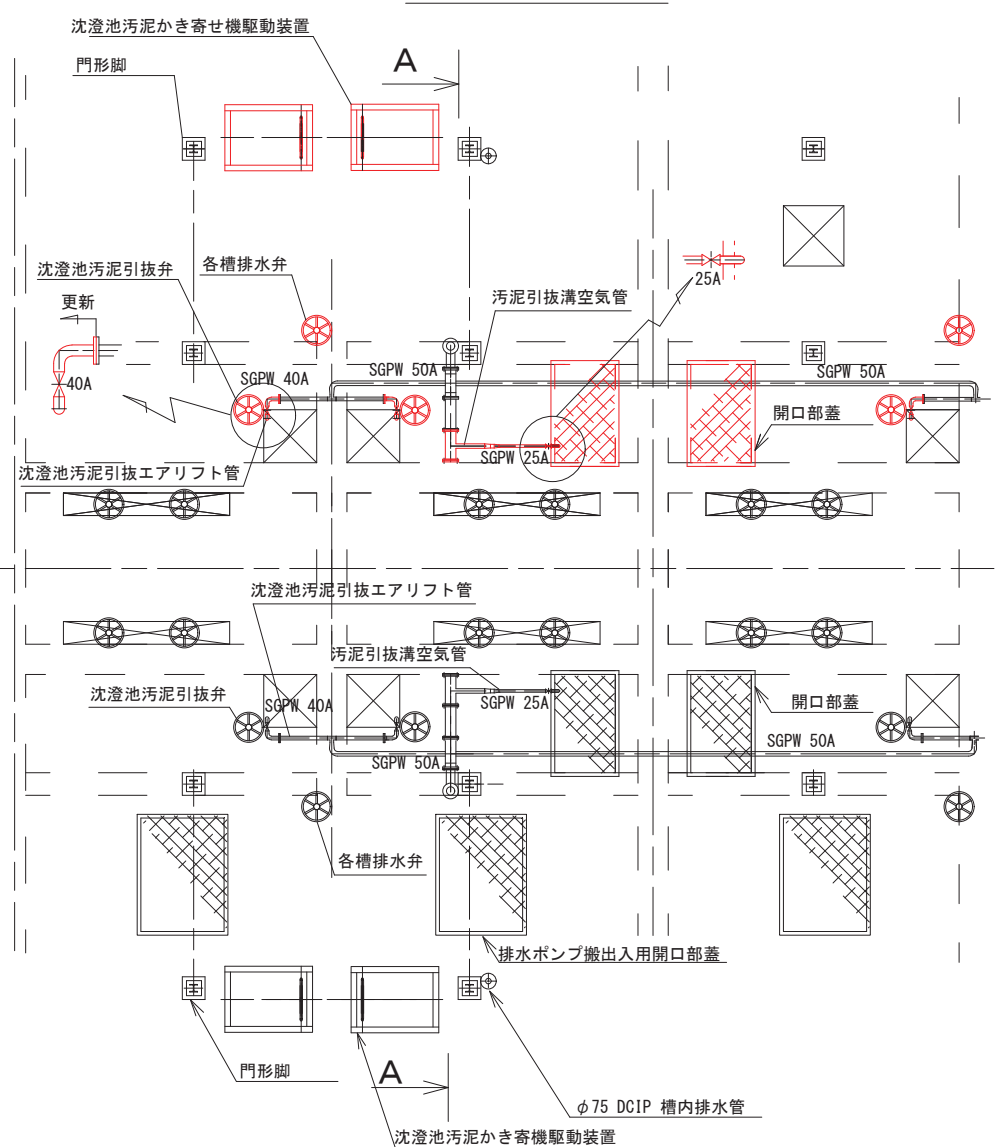 沈澄池汚泥かき寄せ機駆動装置
A
門形脚
沈澄池汚泥引抜弁
各槽排水弁
25A
更新
汚泥引抜溝空気管
SGPW 50A
SGPW 50A
40A
SGPW 40A
開口部蓋
SGPW 25A
沈澄池汚泥引抜エアリフト管
沈澄池汚泥引抜エアリフト管
汚泥引抜溝空気管
沈澄池汚泥引抜弁
SGPW 40A
SGPW 25A
開口部蓋
SGPW 50A
SGPW 50A
各槽排水弁
排水ポンプ搬出入用開口部蓋
門形脚
A
φ75 DCIP 槽内排水管
沈澄池汚泥かき寄機駆動装置